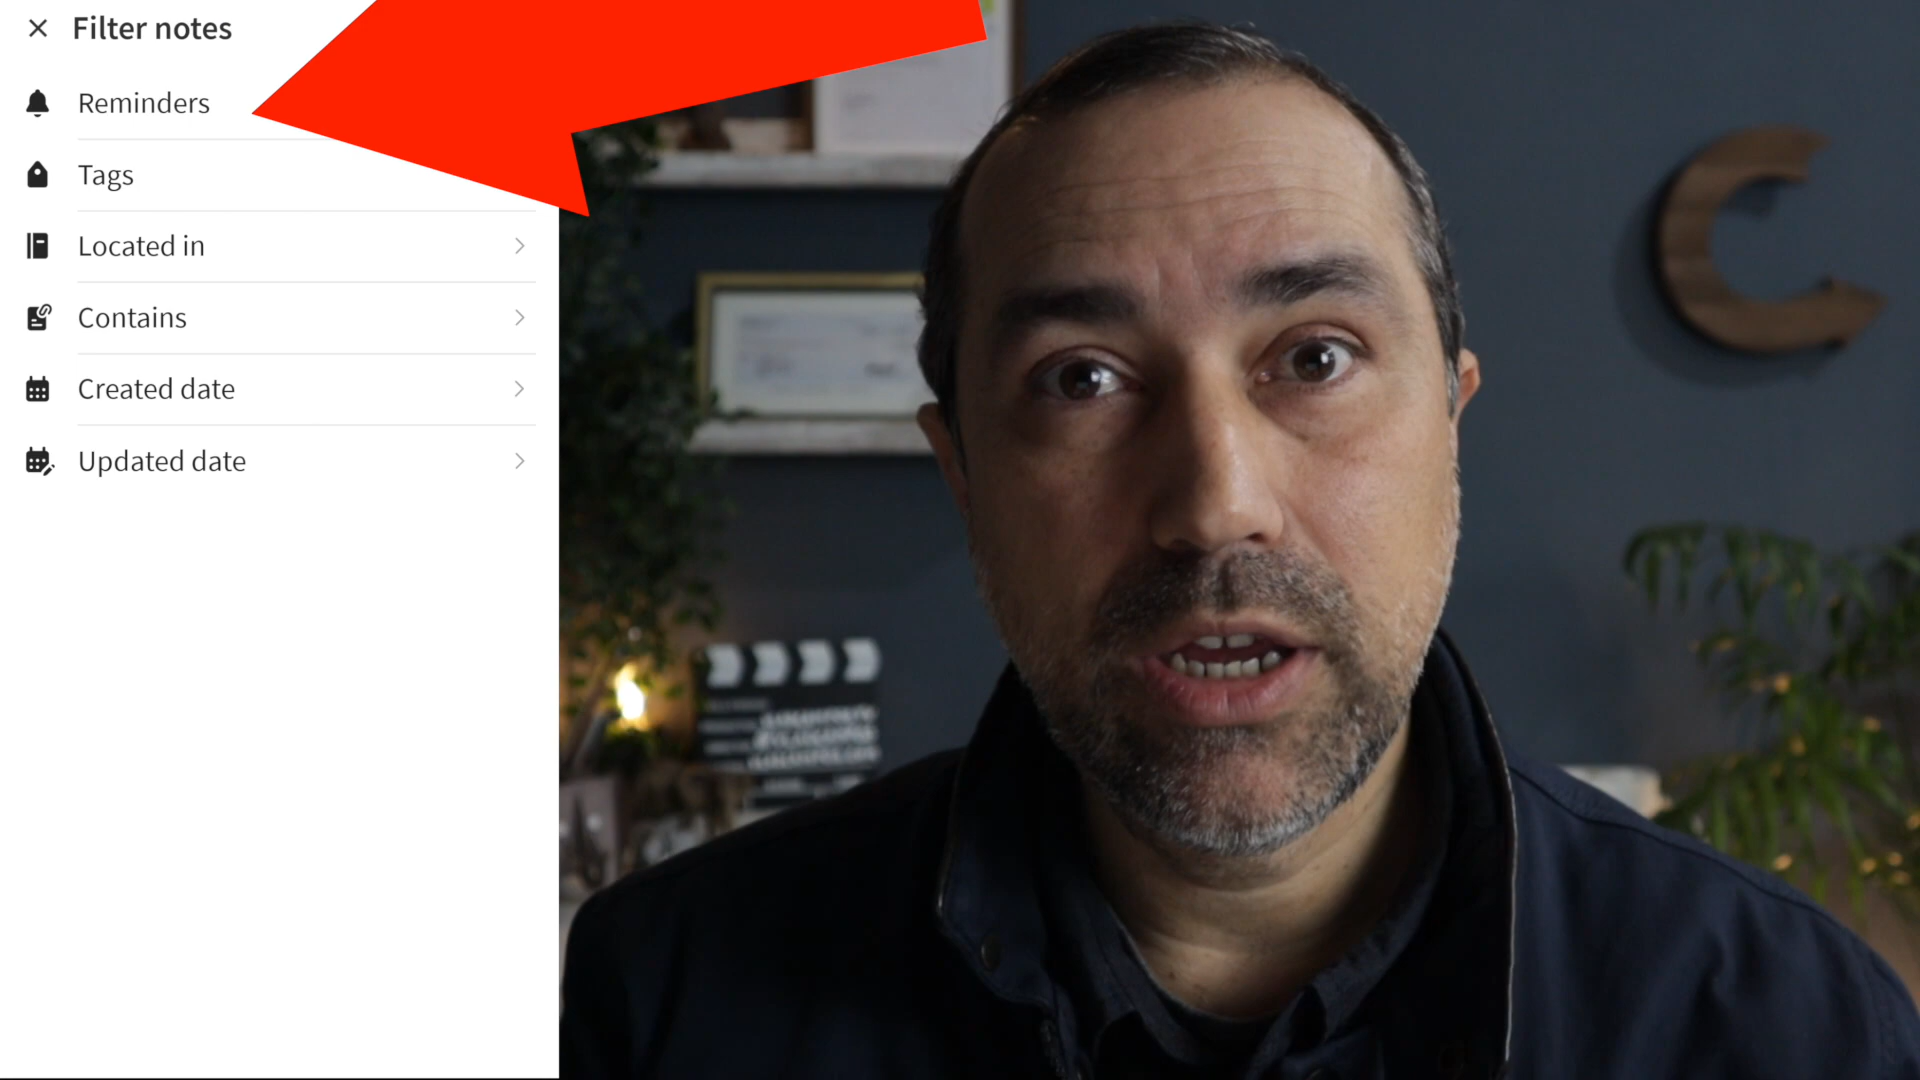 Filter notes
Reminders
Tags
Located in
Contains
Created date
Updated date